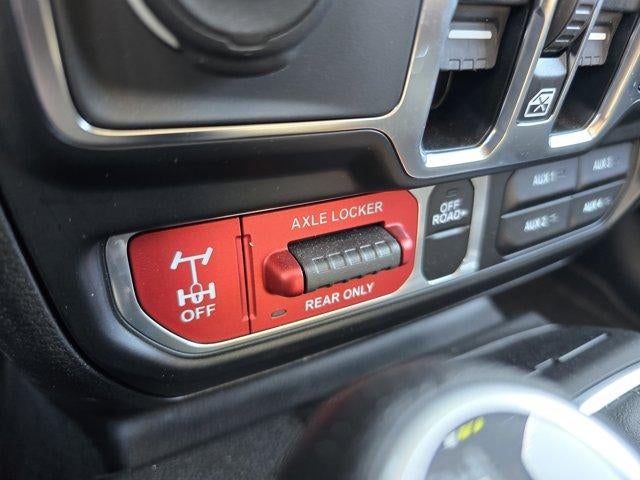 AXLE LOCKER
REAR ONLY
OFF
OFF
ROAD+
AUX 1
AUX 2
AUX 3
AUX 4